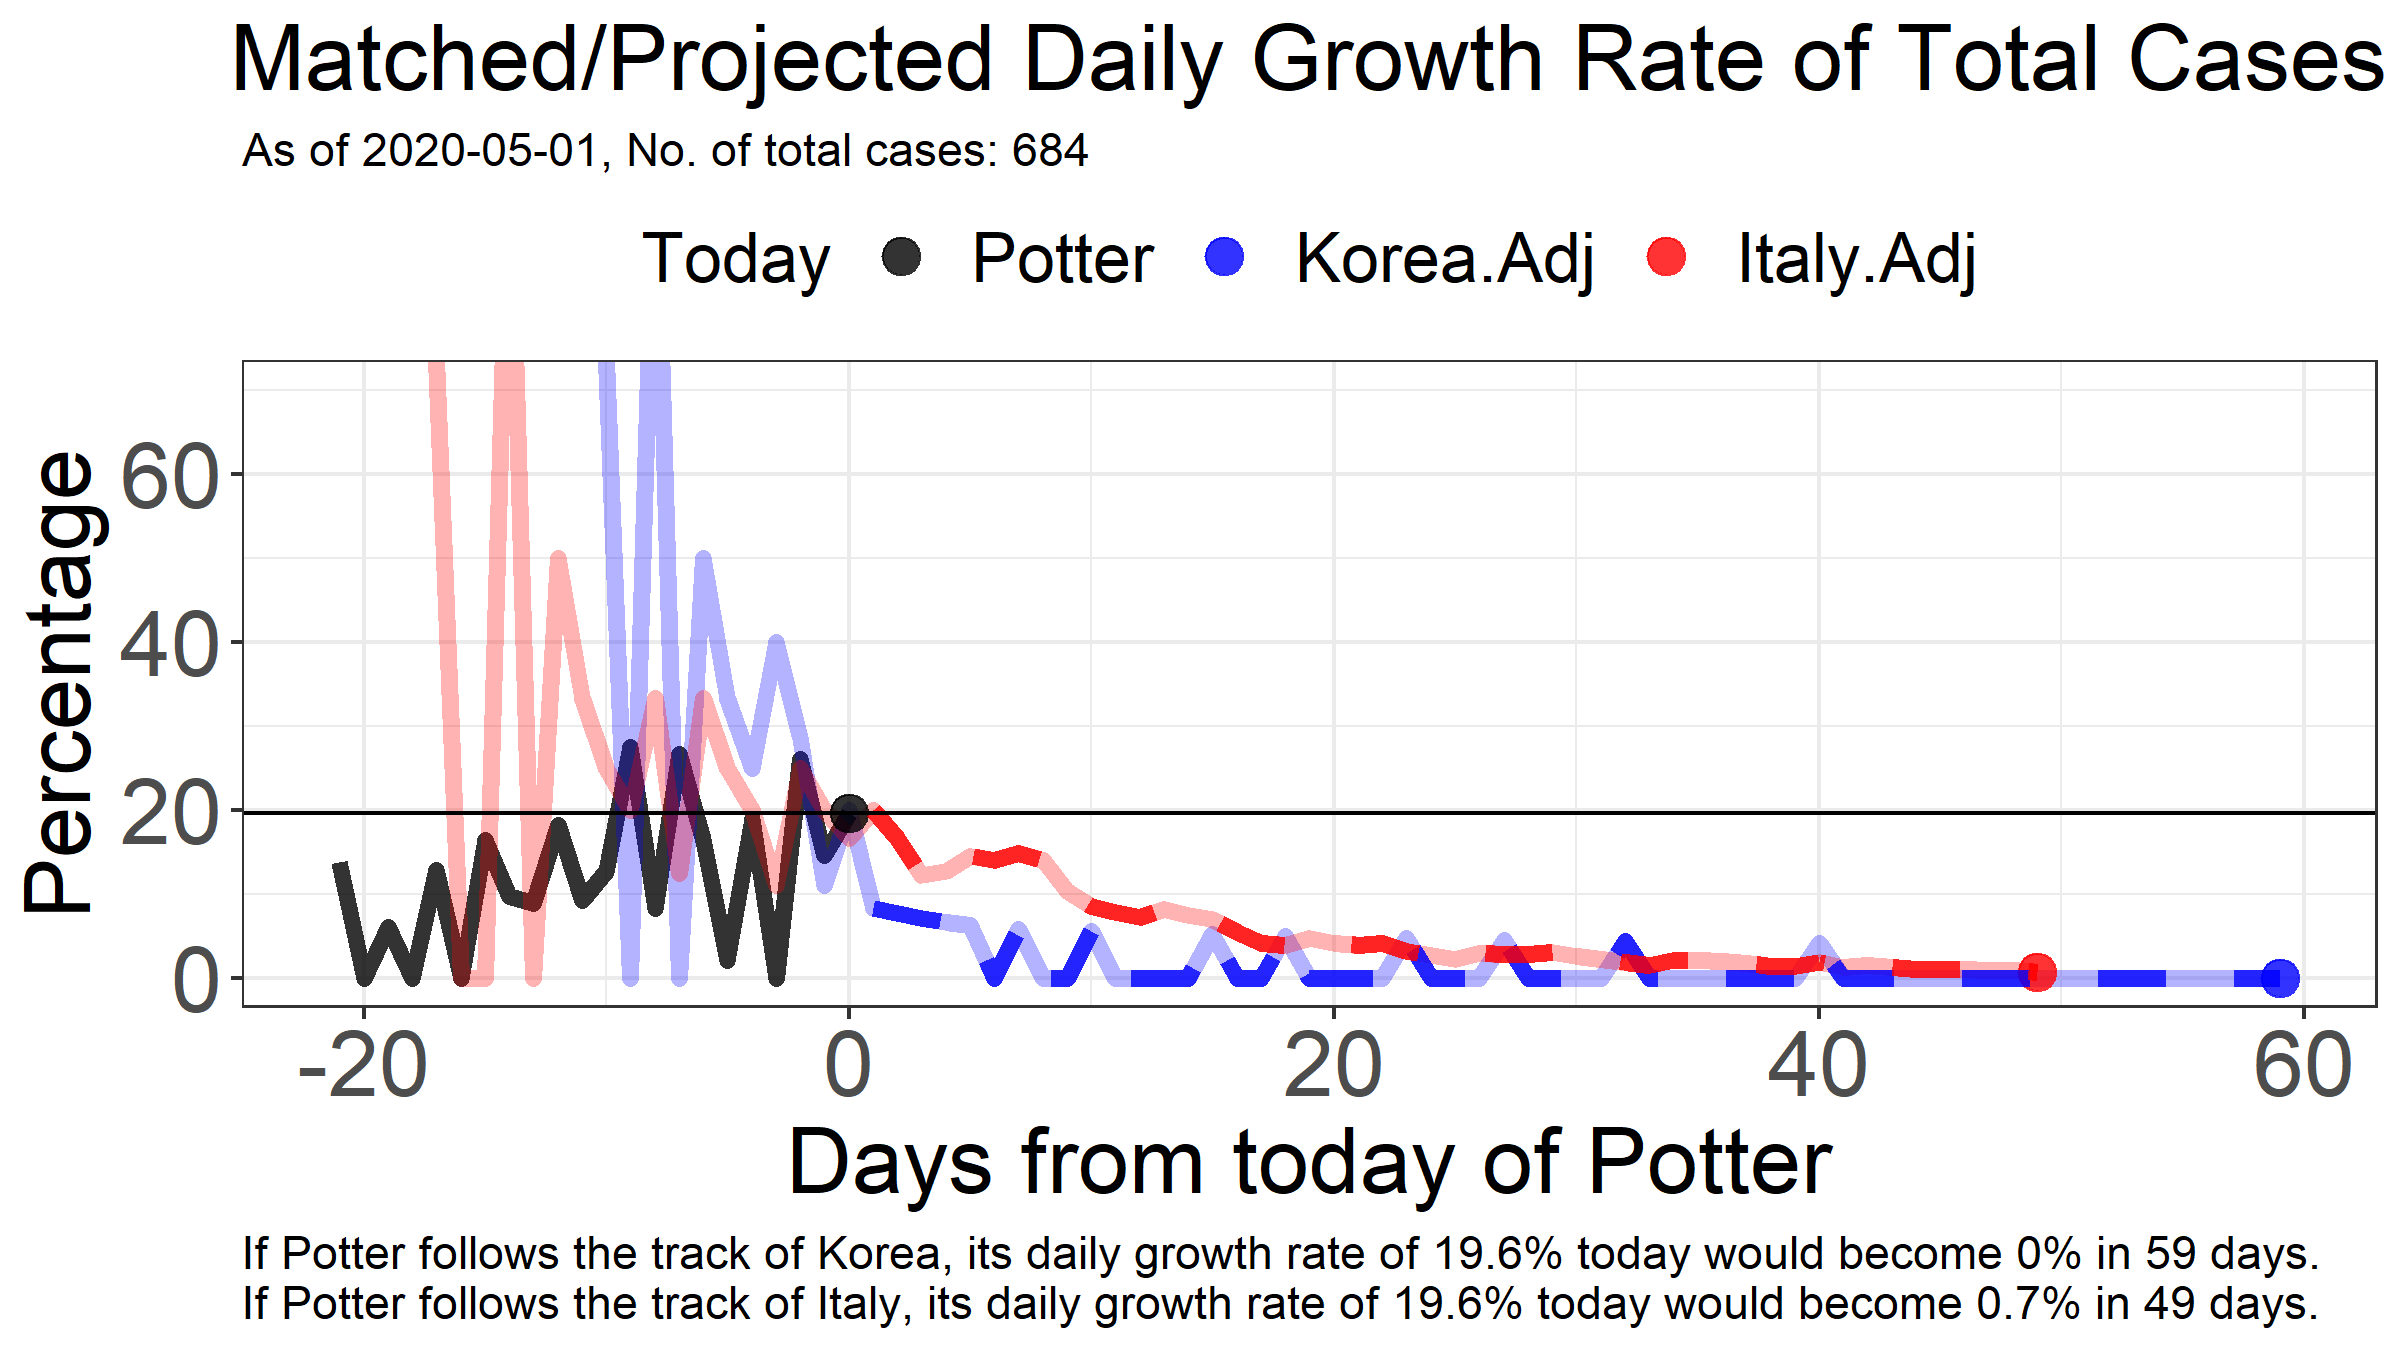 Matched/Projected Daily Growth Rate of Total Cases
As of 2020-05-01, No. of total cases: 684
Today Potter Korea.Adj Italy.Adj
Percentage
60
40
20
0
-20 0 20 40 60
Days from today of Potter
If Potter follows the track of Korea, its daily growth rate of 19.6% today would become 0% in 59 days.
If Potter follows the track of Italy, its daily growth rate of 19.6% today would become 0.7% in 49 days.